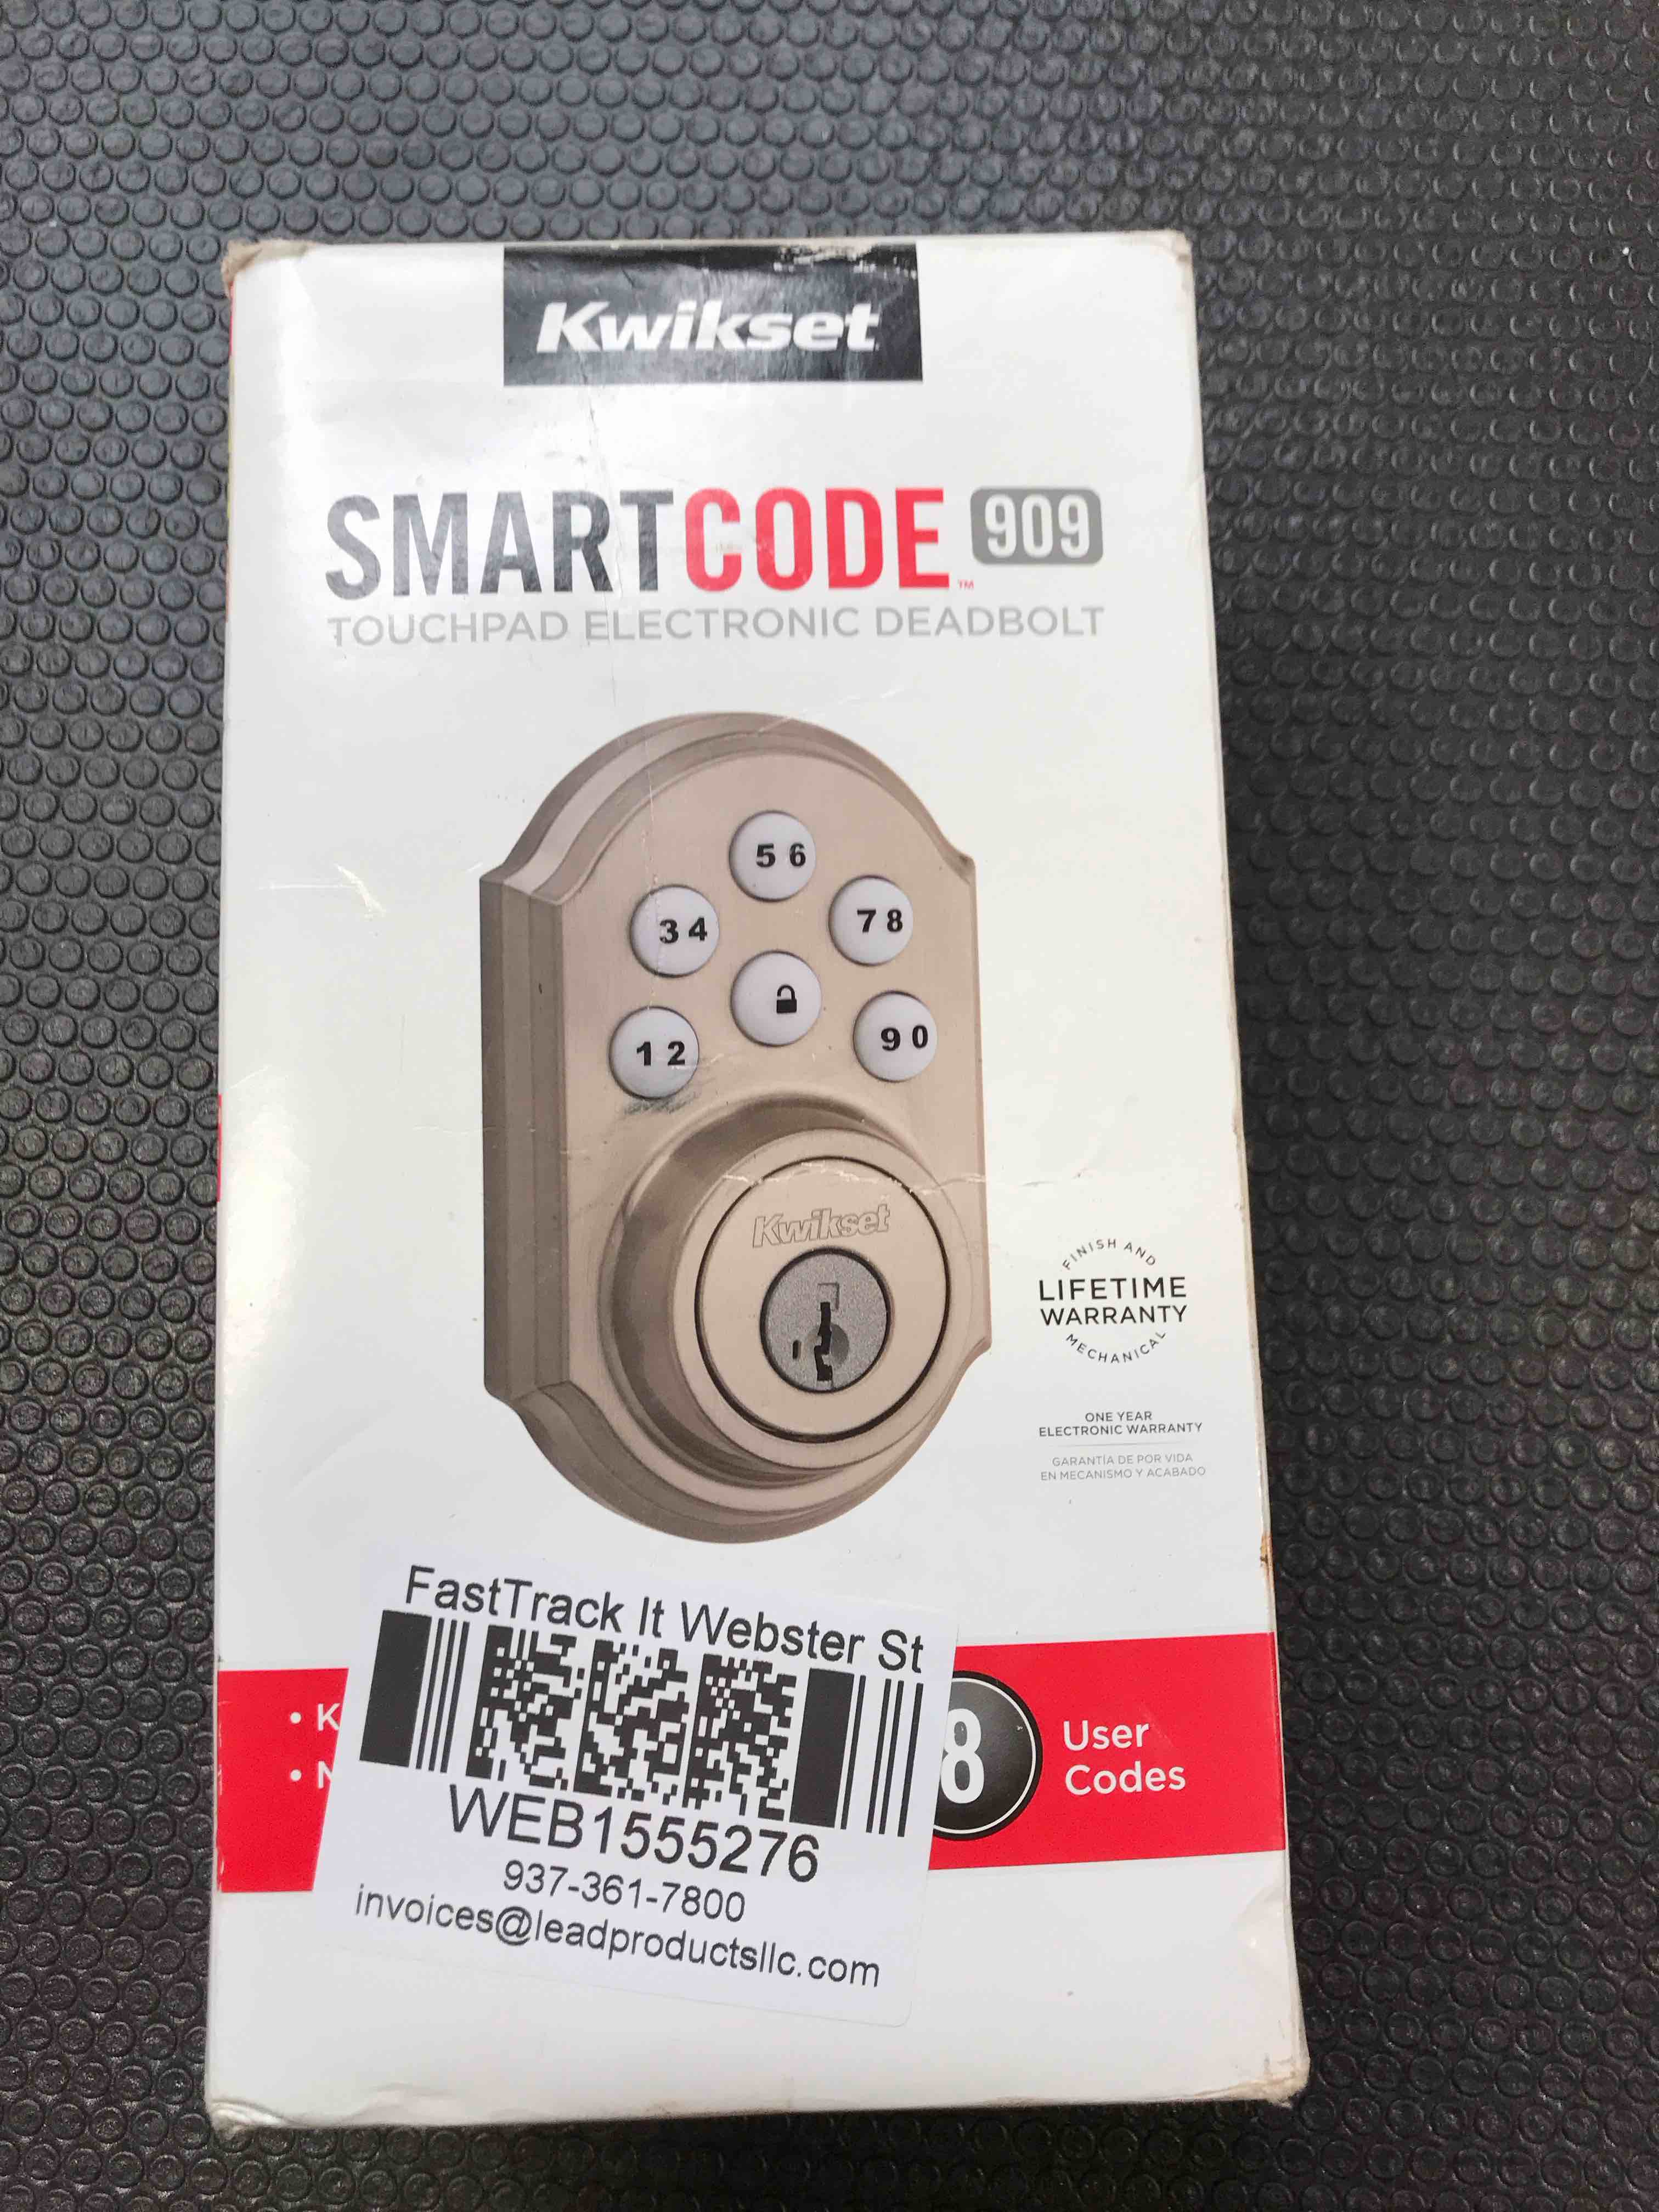 Kwikset
SMARTCODE™ 909
TOUCHPAD ELECTRONIC DEADBOLT
5 6
3 4
7 8
1 2
9 0
Kwikset
FINISH AND
LIFETIME
WARRANTY
MECHANICAL
ONE YEAR
ELECTRONIC WARRANTY
GARANTÍA DE POR VIDA
EN MECANISMO Y ACABADO
FastTrack It Webster St
• K
• N
8 User
Codes
WEB1555276
937-361-7800
invoices@leadproductsllc.com